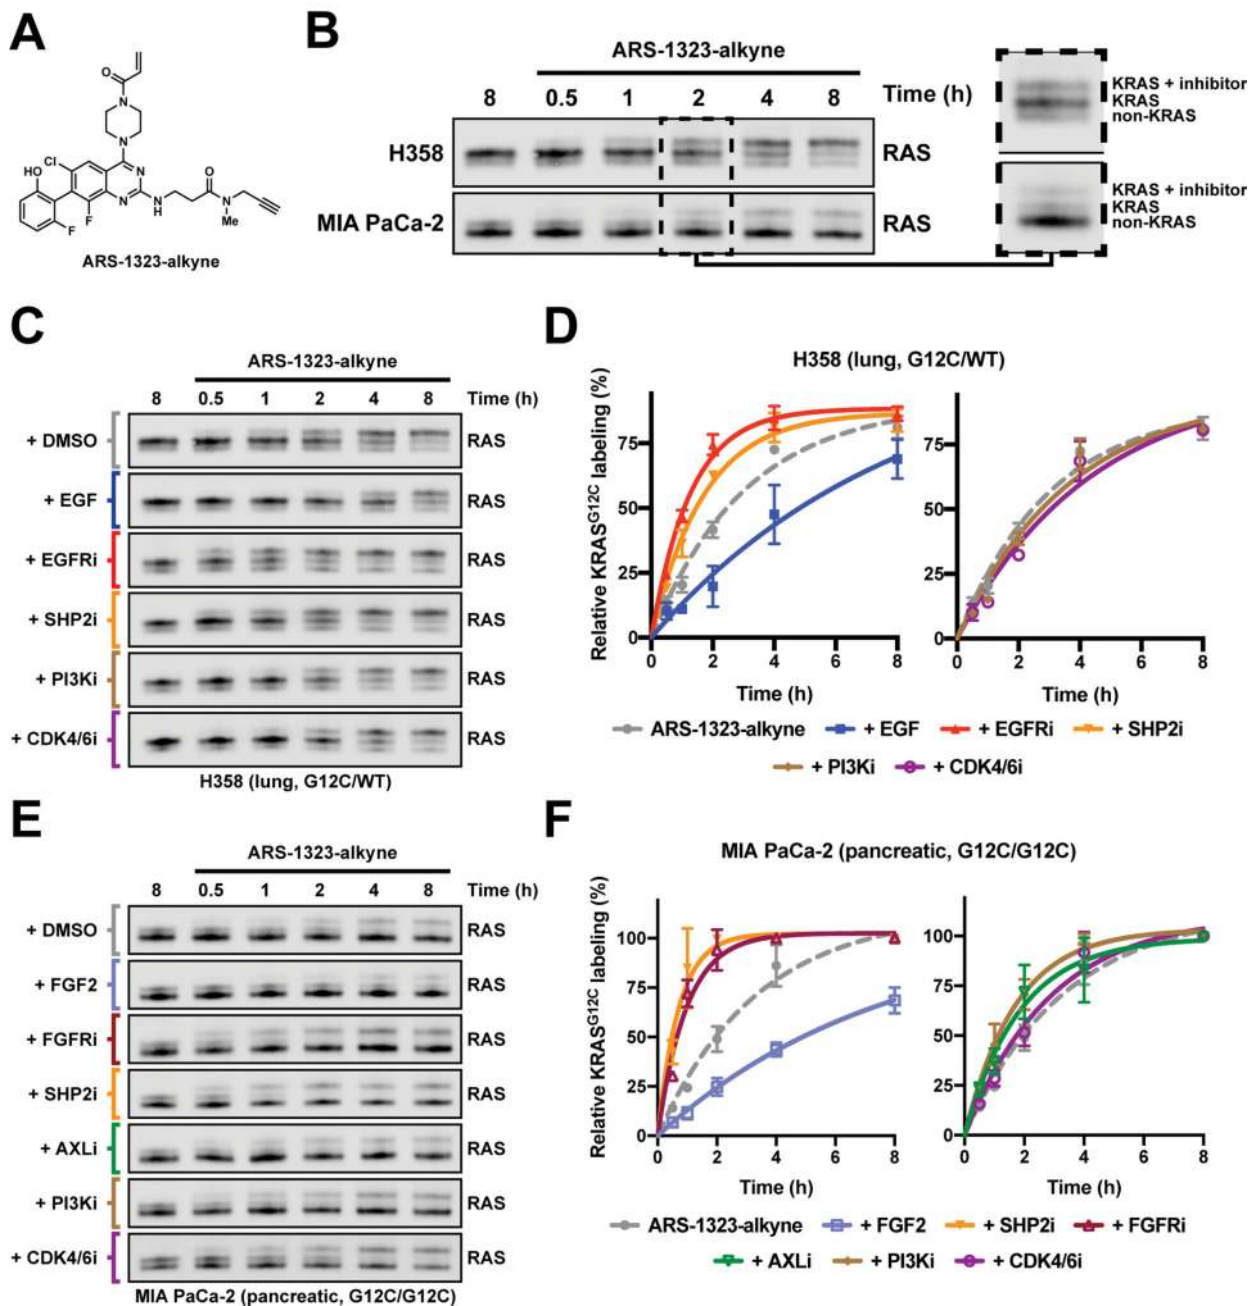 A
O
N
N
Cl
HO
N
N
F
F
N
H
O
N
Me
ARS-1323-alkyne
B
ARS-1323-alkyne
8 0.5 1 2 4 8 Time (h)
H358 RAS
MIA PaCa-2 RAS
KRAS + inhibitor
KRAS
non-KRAS
KRAS + inhibitor
KRAS
non-KRAS
C
ARS-1323-alkyne
8 0.5 1 2 4 8 Time (h)
+ DMSO RAS
+ EGF RAS
+ EGFRi RAS
+ SHP2i RAS
+ PI3Ki RAS
+ CDK4/6i RAS
H358 (lung, G12C/WT)
D
H358 (lung, G12C/WT)
Relative KRAS^G12C labeling (%)
75
50
25
0
0 2 4 6 8
Time (h)
75
50
25
0
0 2 4 6 8
Time (h)
ARS-1323-alkyne + EGF + EGFRi + SHP2i
+ PI3Ki + CDK4/6i
E
ARS-1323-alkyne
8 0.5 1 2 4 8 Time (h)
+ DMSO RAS
+ FGF2 RAS
+ FGFRi RAS
+ SHP2i RAS
+ AXLi RAS
+ PI3Ki RAS
+ CDK4/6i RAS
MIA PaCa-2 (pancreatic, G12C/G12C)
F
MIA PaCa-2 (pancreatic, G12C/G12C)
Relative KRAS^G12C labeling (%)
100
75
50
25
0
0 2 4 6 8
Time (h)
100
75
50
25
0
0 2 4 6 8
Time (h)
ARS-1323-alkyne + FGF2 + SHP2i + FGFRi
+ AXLi + PI3Ki + CDK4/6i